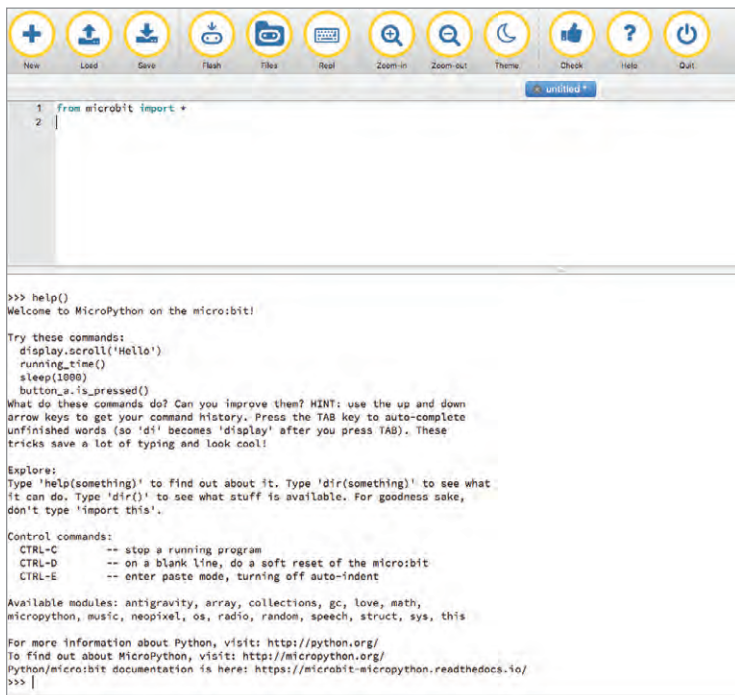 New Load Save Flash Files Repl Zoom-in Zoom-out Theme Check Help Quit
untitled *
1 from microbit import *
2
>>> help()
Welcome to MicroPython on the micro:bit!
Try these commands:
display.scroll('Hello')
running_time()
sleep(1000)
button_a.is_pressed()
What do these commands do? Can you improve them? HINT: use the up and down
arrow keys to get your command history. Press the TAB key to auto-complete
unfinished words (so 'di' becomes 'display' after you press TAB). These
tricks save a lot of typing and look cool!
Explore:
Type 'help(something)' to find out about it. Type 'dir(something)' to see what
it can do. Type 'dir()' to see what stuff is available. For goodness sake,
don't type 'import this'.
Control commands:
CTRL-C -- stop a running program
CTRL-D -- on a blank line, do a soft reset of the micro:bit
CTRL-E -- enter paste mode, turning off auto-indent
Available modules: antigravity, array, collections, gc, love, math,
micropython, music, neopixel, os, radio, random, speech, struct, sys, this
For more information about Python, visit: http://python.org/
To find out about MicroPython, visit: http://micropython.org/
Python/micro:bit documentation is here: https://microbit-micropython.readthedocs.io/
>>>